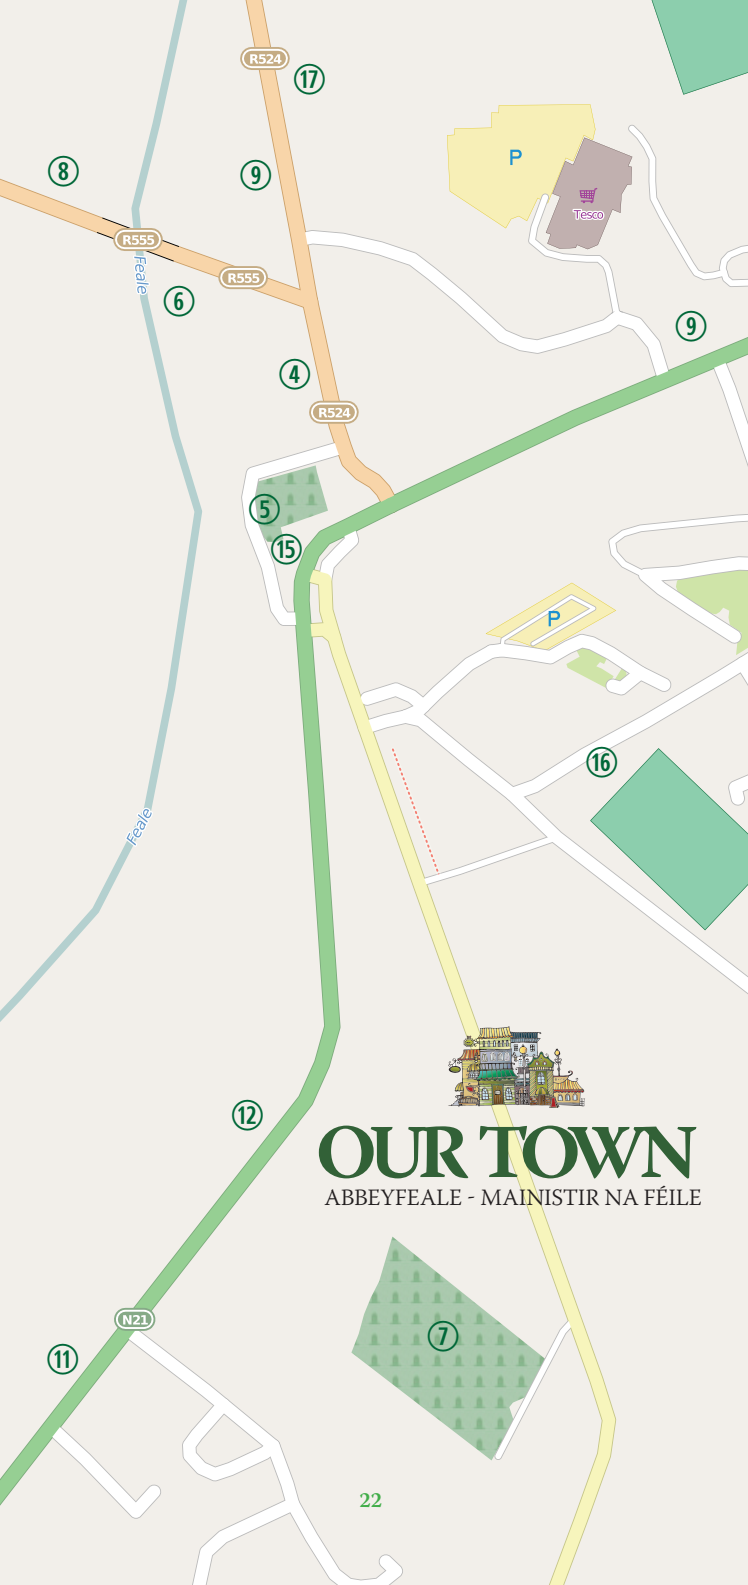 R524
17
P
8
9
Tesco
R555
Feale
R555
6
9
4
R524
5
15
P
16
Feale
12
OUR TOWN
ABBEYFEALE - MAINISTIR NA FÉILE
N21
7
11
22